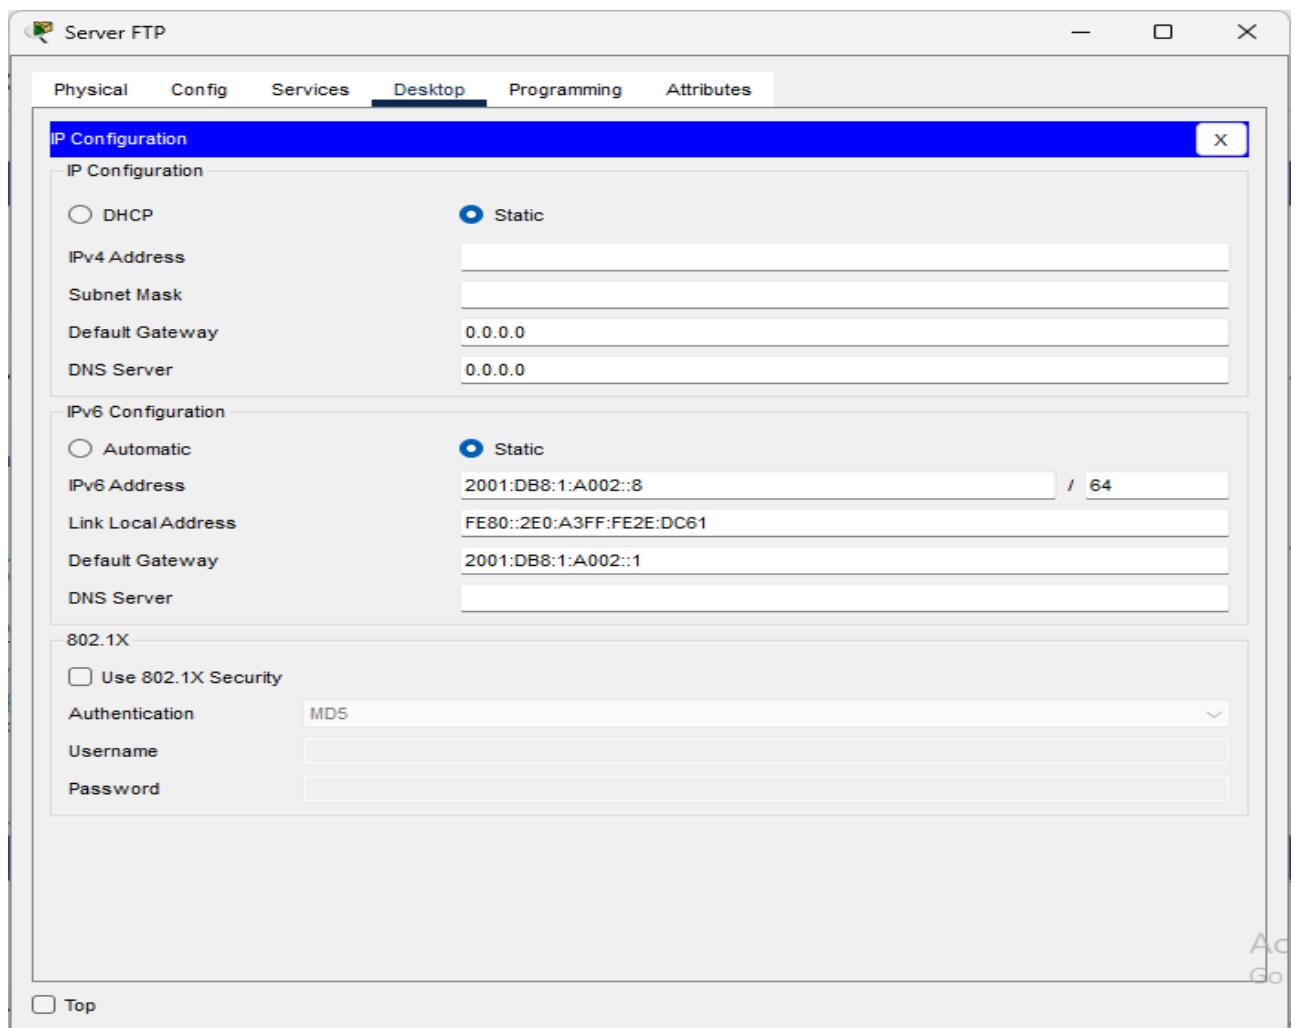 Server FTP
Physical Config Services Desktop Programming Attributes
IP Configuration X
IP Configuration
DHCP Static
IPv4 Address
Subnet Mask
Default Gateway 0.0.0.0
DNS Server 0.0.0.0
IPv6 Configuration
Automatic Static
IPv6 Address 2001:DB8:1:A002::8 / 64
Link Local Address FE80::2E0:A3FF:FE2E:DC61
Default Gateway 2001:DB8:1:A002::1
DNS Server
802.1X
Use 802.1X Security
Authentication MD5
Username
Password
Ac
Go
Top